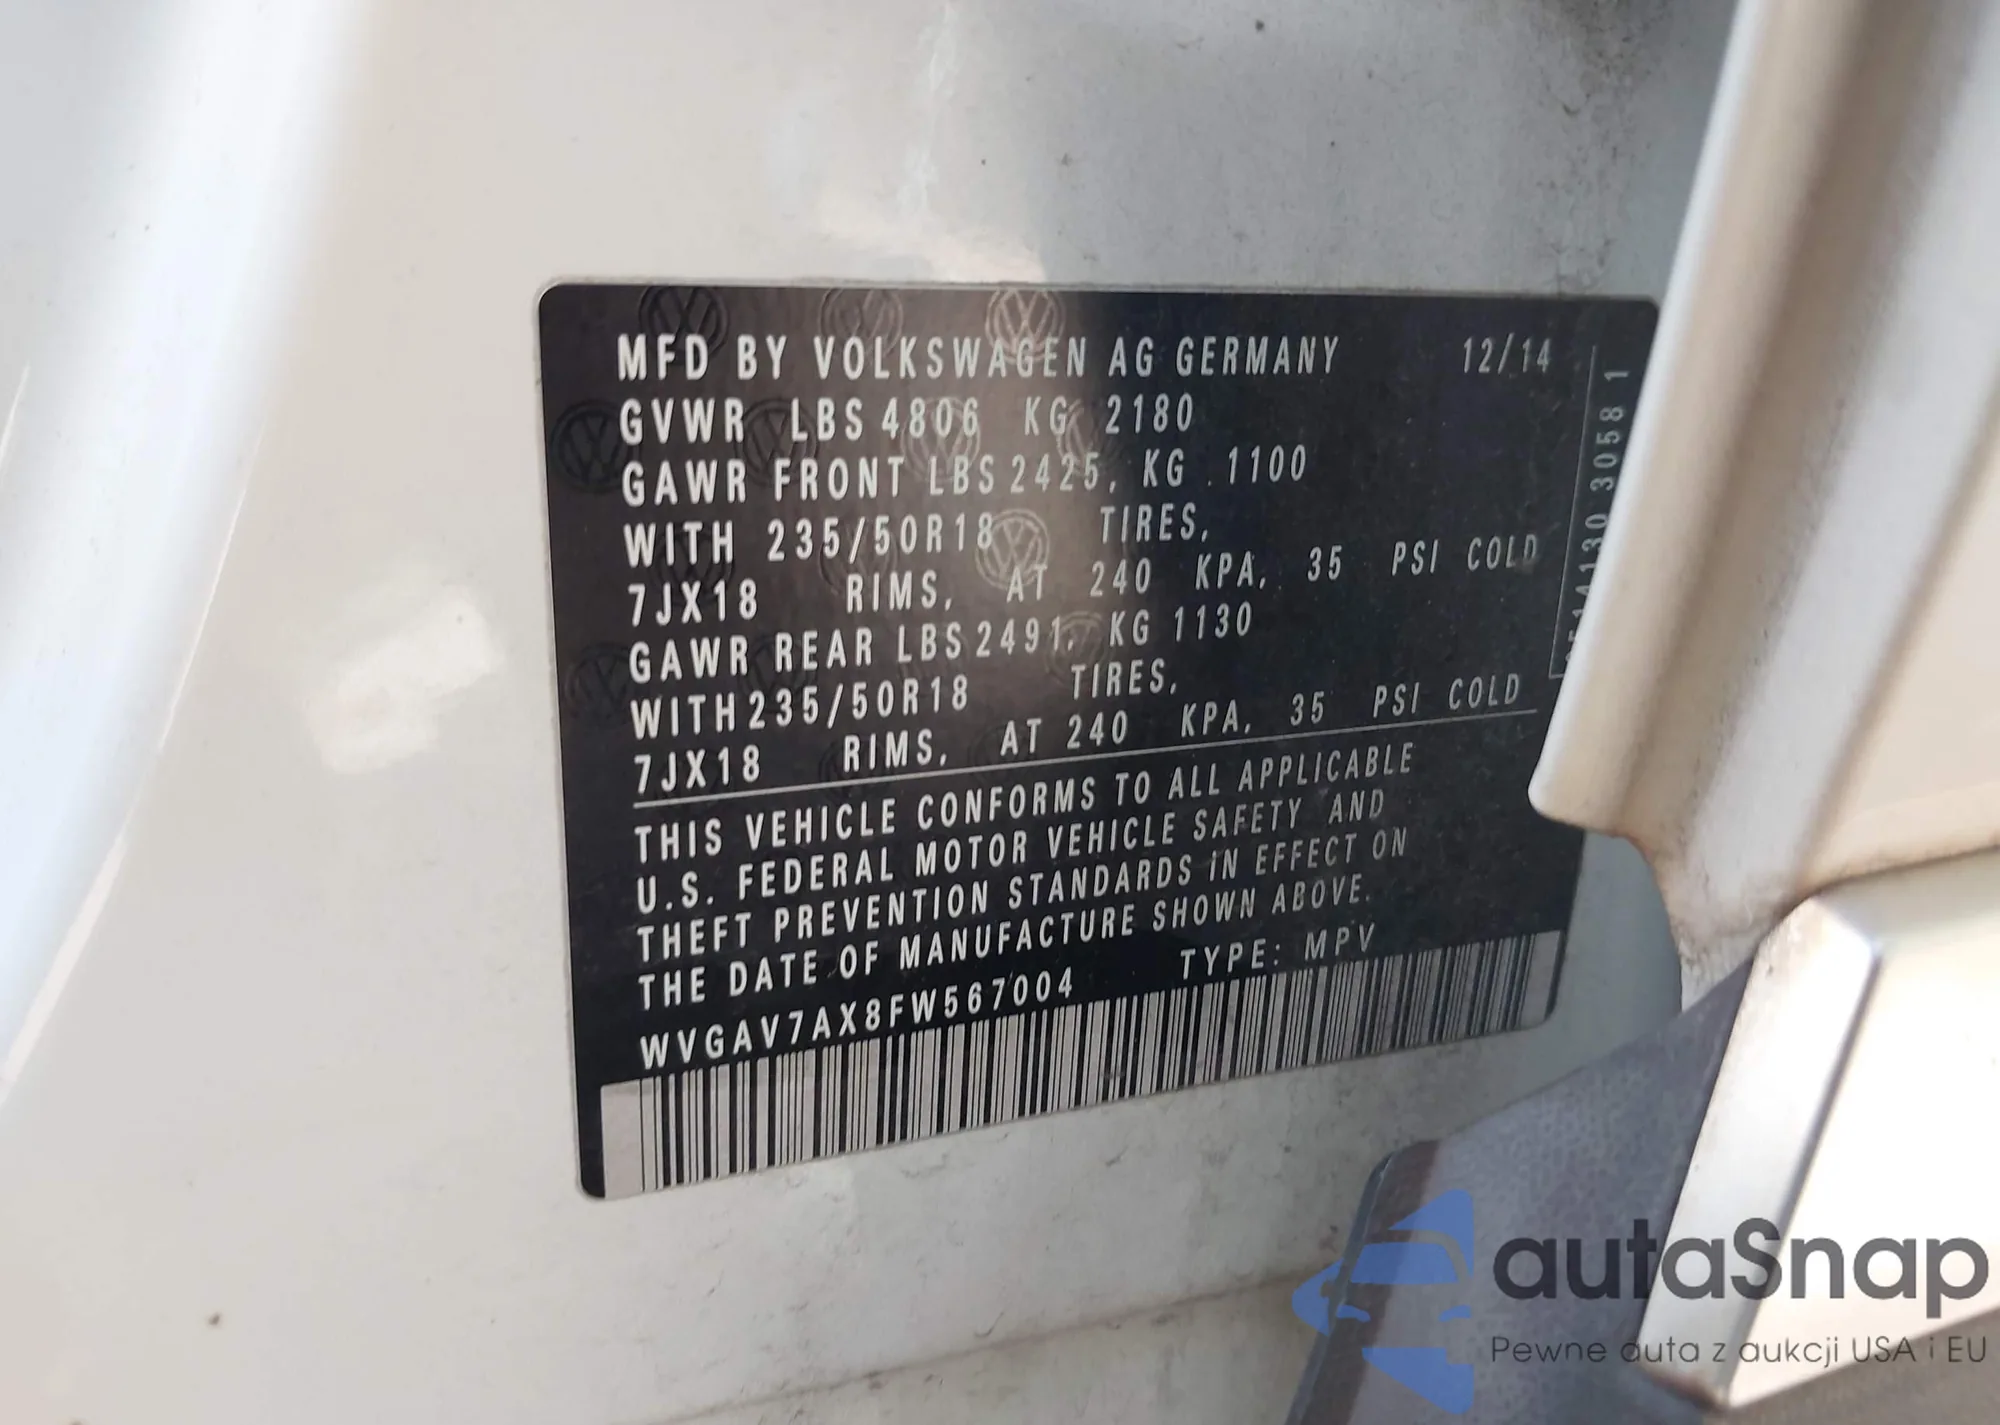 MFD BY VOLKSWAGEN AG GERMANY 12/14
GVWR LBS 4806 KG 2180
GAWR FRONT LBS 2425, KG 1100
WITH 235/50R18 TIRES,
7JX18 RIMS, AT 240 KPA, 35 PSI COLD
GAWR REAR LBS 2491, KG 1130
WITH 235/50R18 TIRES,
7JX18 RIMS, AT 240 KPA, 35 PSI COLD
THIS VEHICLE CONFORMS TO ALL APPLICABLE
U.S. FEDERAL MOTOR VEHICLE SAFETY AND
THEFT PREVENTION STANDARDS IN EFFECT ON
THE DATE OF MANUFACTURE SHOWN ABOVE.
WVGAV7AX8FW567004 TYPE: MPV
3058 1
autaSnap
Pewne auta z aukcji USA i EU